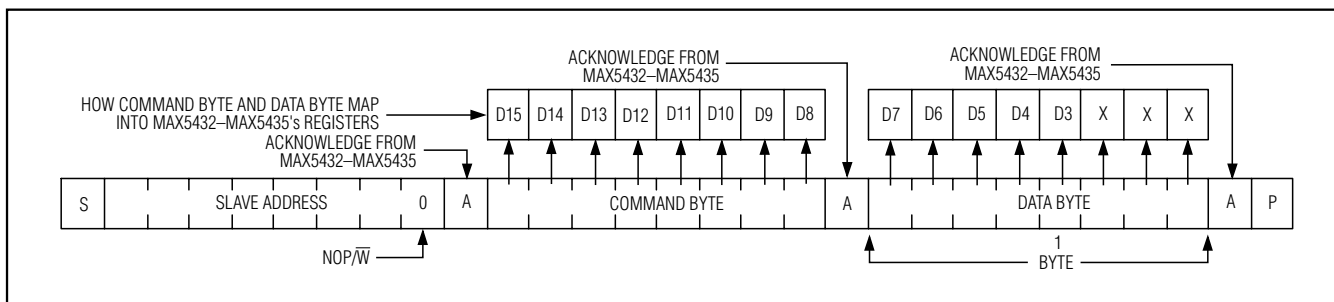 ACKNOWLEDGE FROM
MAX5432–MAX5435
ACKNOWLEDGE FROM
MAX5432–MAX5435
HOW COMMAND BYTE AND DATA BYTE MAP
INTO MAX5432–MAX5435's REGISTERS
D15 D14 D13 D12 D11 D10 D9 D8
D7 D6 D5 D4 D3 X X X
ACKNOWLEDGE FROM
MAX5432–MAX5435
S SLAVE ADDRESS 0 A COMMAND BYTE A DATA BYTE A P
NOP/W̅
1
BYTE